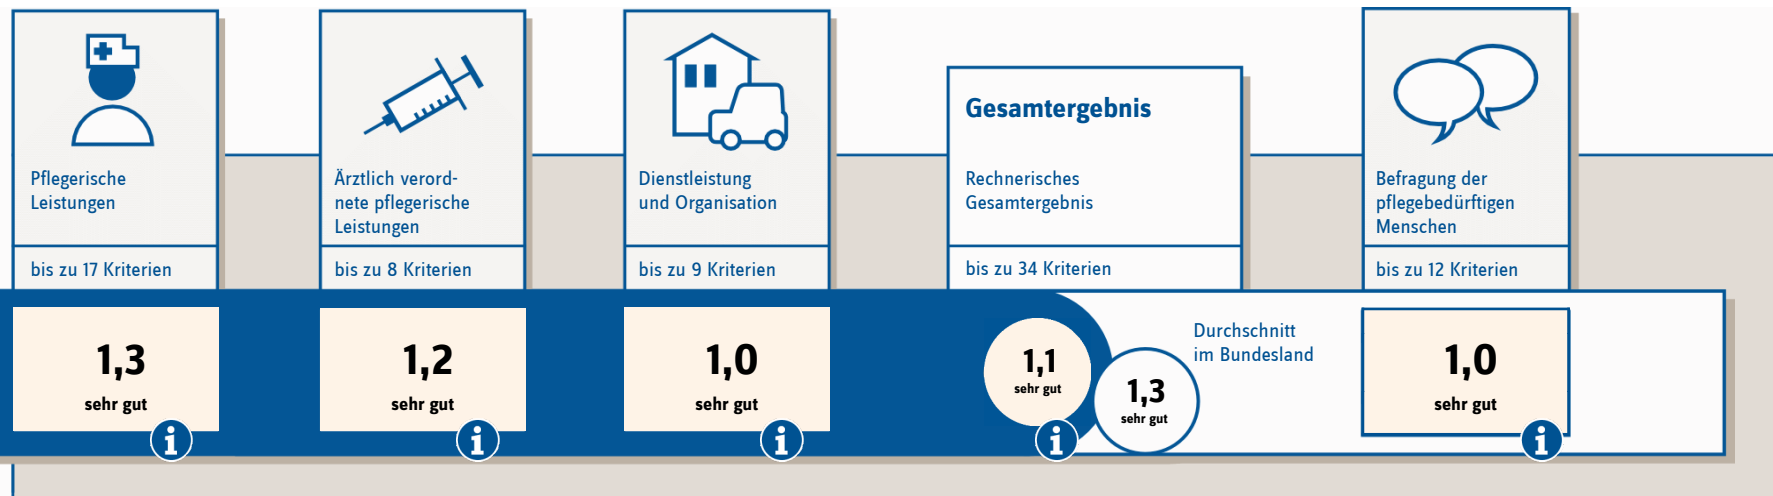 Pflegerische
Leistungen
bis zu 17 Kriterien
1,3
sehr gut
i
Ärztlich verord-
nete pflegerische
Leistungen
bis zu 8 Kriterien
1,2
sehr gut
i
Dienstleistung
und Organisation
bis zu 9 Kriterien
1,0
sehr gut
i
Gesamtergebnis
Rechnerisches
Gesamtergebnis
bis zu 34 Kriterien
1,1
sehr gut
i
1,3
sehr gut
Durchschnitt
im Bundesland
Befragung der
pflegebedürftigen
Menschen
bis zu 12 Kriterien
1,0
sehr gut
i